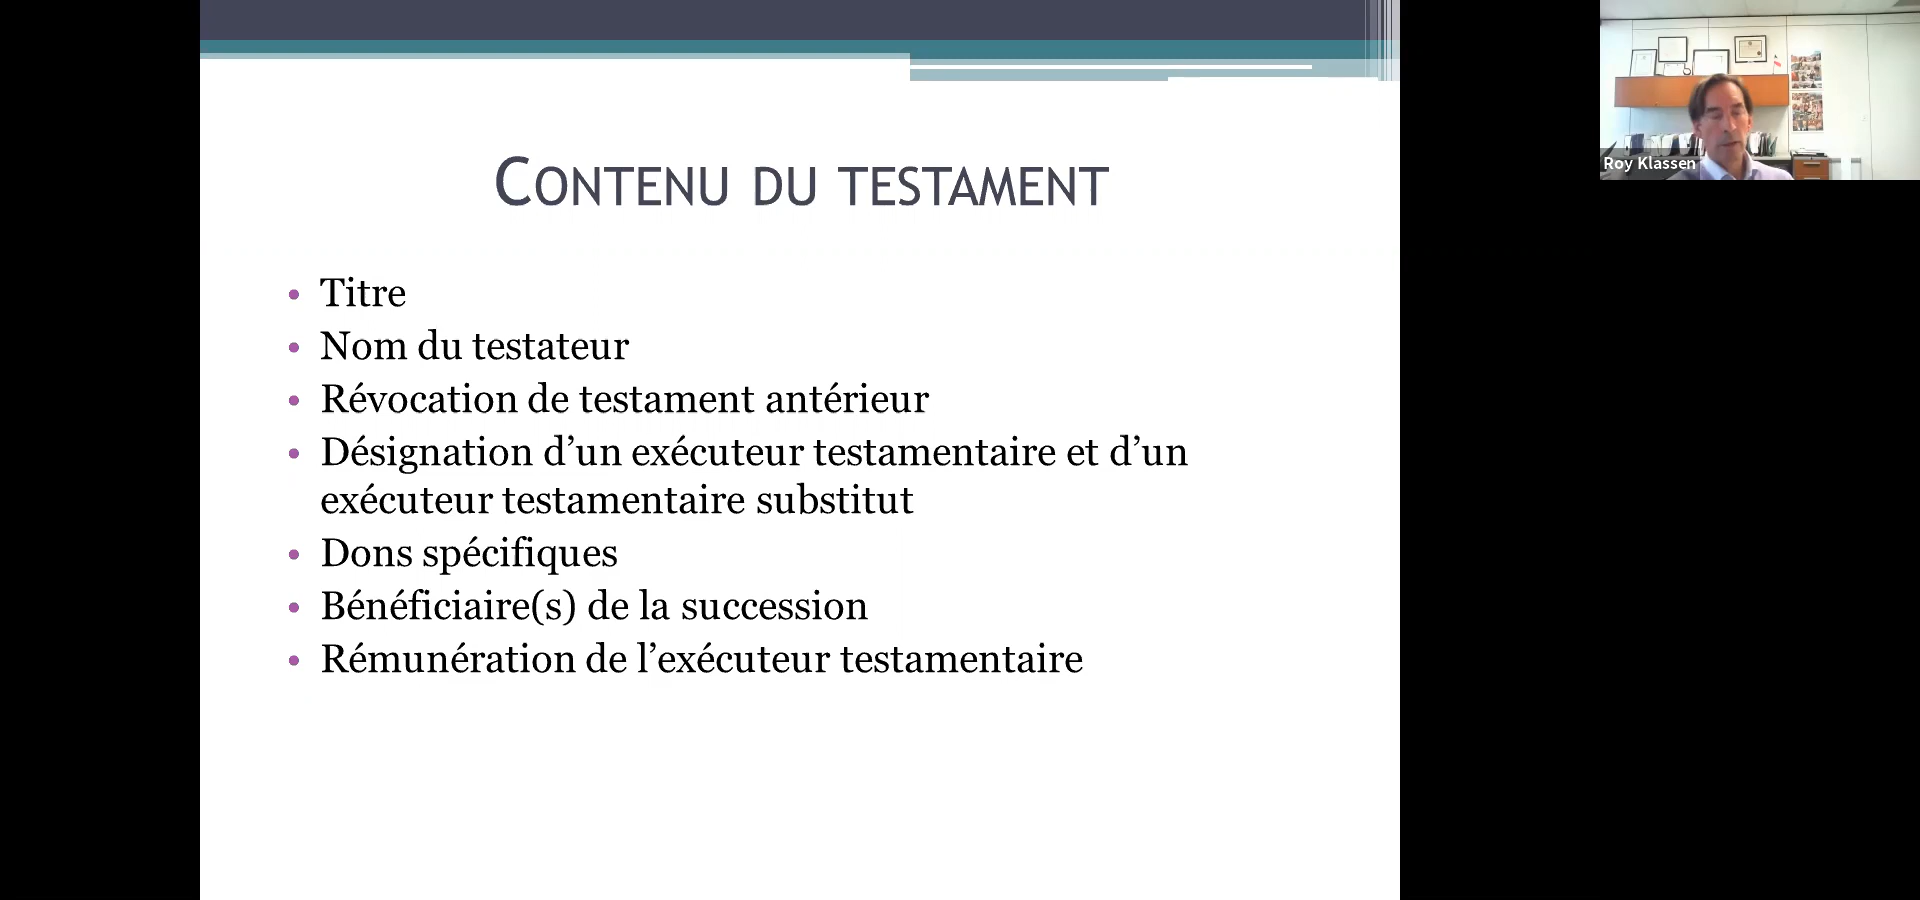 CONTENU DU TESTAMENT
• Titre
• Nom du testateur
• Révocation de testament antérieur
• Désignation d’un exécuteur testamentaire et d’un
exécuteur testamentaire substitut
• Dons spécifiques
• Bénéficiaire(s) de la succession
• Rémunération de l’exécuteur testamentaire
Roy Klassen